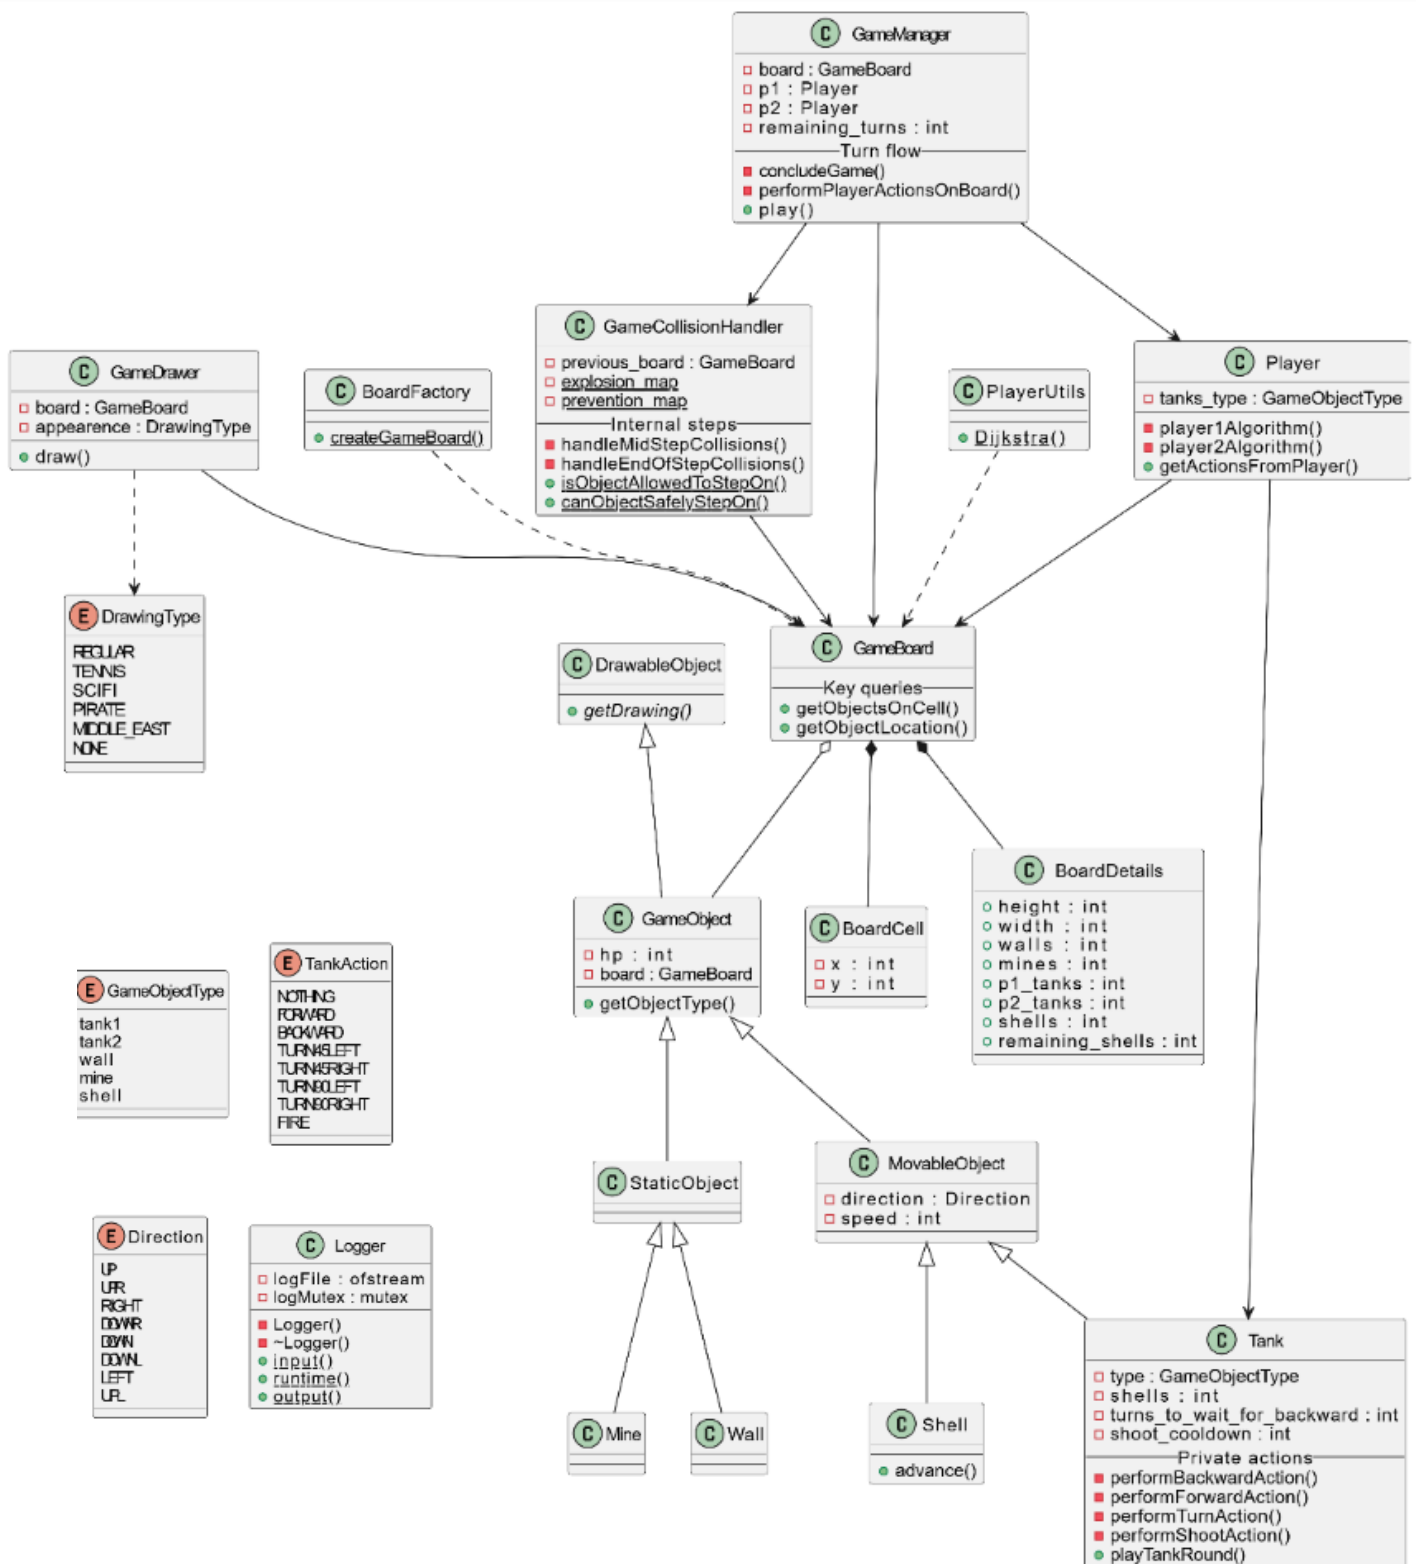 C GameManager
board : GameBoard
p1 : Player
p2 : Player
remaining_turns : int
Turn flow
concludeGame()
performPlayerActionsOnBoard()
play()
C GameCollisionHandler
previous_board : GameBoard
explosion_map
prevention_map
Internal steps
handleMidStepCollisions()
handleEndOfStepCollisions()
isObjectAllowedToStepOn()
canObjectSafelyStepOn()
C GameDrawer
board : GameBoard
appearence : DrawingType
draw()
C BoardFactory
createGameBoard()
C PlayerUtils
Dijkstra()
C Player
tanks_type : GameObjectType
player1Algorithm()
player2Algorithm()
getActionsFromPlayer()
E DrawingType
REGULAR
TENNIS
SCIFI
PIRATE
MIDDLE_EAST
NONE
C DrawableObject
getDrawing()
C GameBoard
Key queries
getObjectsOnCell()
getObjectLocation()
C GameObject
hp : int
board : GameBoard
getObjectType()
C BoardCell
x : int
y : int
C BoardDetails
height : int
width : int
walls : int
mines : int
p1_tanks : int
p2_tanks : int
shells : int
remaining_shells : int
E GameObjectType
tank1
tank2
wall
mine
shell
E TankAction
NOTHING
FORWARD
BACKWARD
TURN45LEFT
TURN45RIGHT
TURN90LEFT
TURN90RIGHT
FIRE
C StaticObject
C MovableObject
direction : Direction
speed : int
E Direction
UP
UPR
RIGHT
DOWNR
DOWN
DOWNL
LEFT
UPL
C Logger
logFile : ofstream
logMutex : mutex
Logger()
~Logger()
input()
runtime()
output()
C Mine
C Wall
C Shell
advance()
C Tank
type : GameObjectType
shells : int
turns_to_wait_for_backward : int
shoot_cooldown : int
Private actions
performBackwardAction()
performForwardAction()
performTurnAction()
performShootAction()
playTankRound()